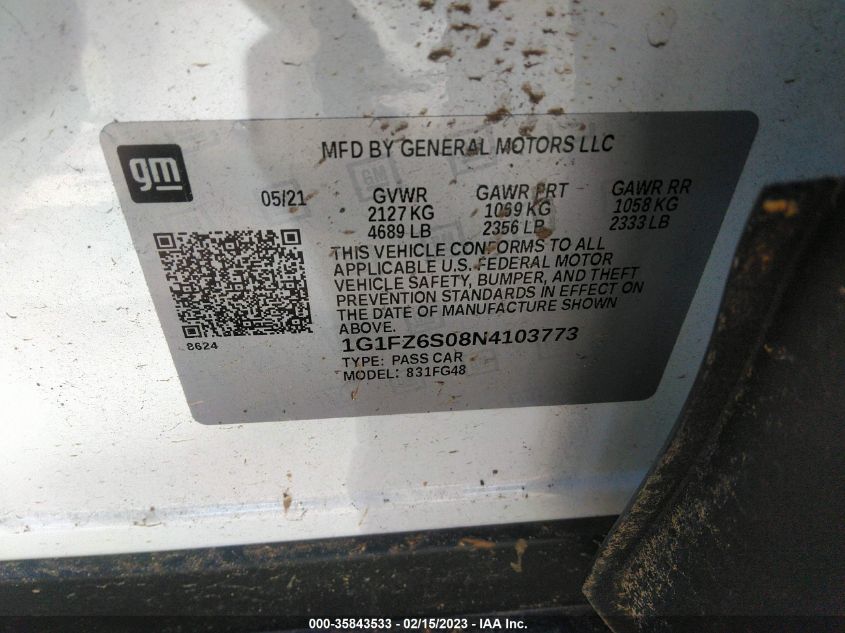 gm
MFD BY GENERAL MOTORS LLC
05/21
GVWR GAWR FRT GAWR RR
2127 KG 1069 KG 1058 KG
4689 LB 2356 LB 2333 LB
THIS VEHICLE CONFORMS TO ALL
APPLICABLE U.S. FEDERAL MOTOR
VEHICLE SAFETY, BUMPER, AND THEFT
PREVENTION STANDARDS IN EFFECT ON
THE DATE OF MANUFACTURE SHOWN
ABOVE.
8624
1G1FZ6S08N4103773
TYPE: PASS CAR
MODEL: 831FG48
000-35843533 - 02/15/2023 - IAA Inc.